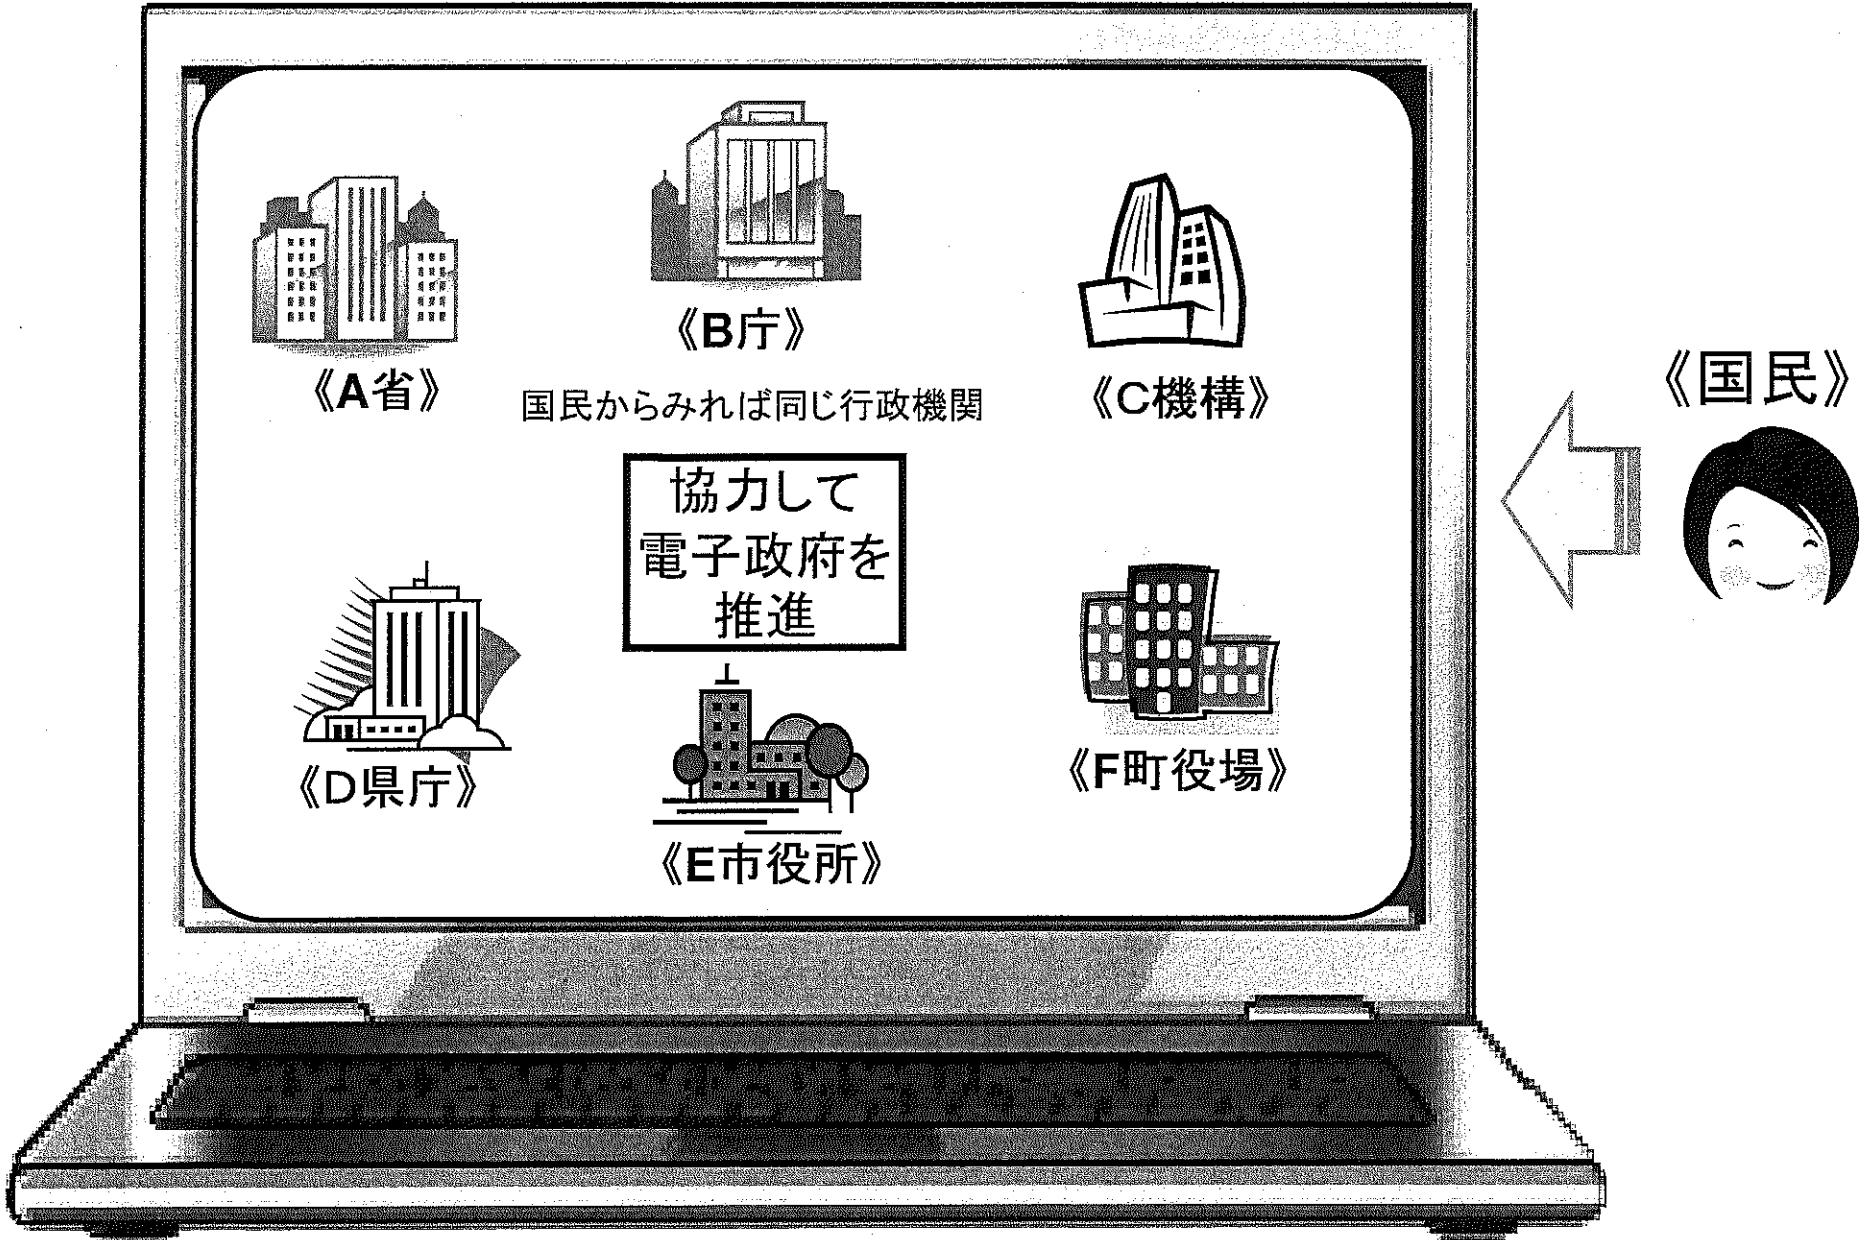 《B庁》
《A省》
《C機構》
国民からみれば同じ行政機関
《国民》
協力して
電子政府を
推進
《D県庁》
《E市役所》
《F町役場》